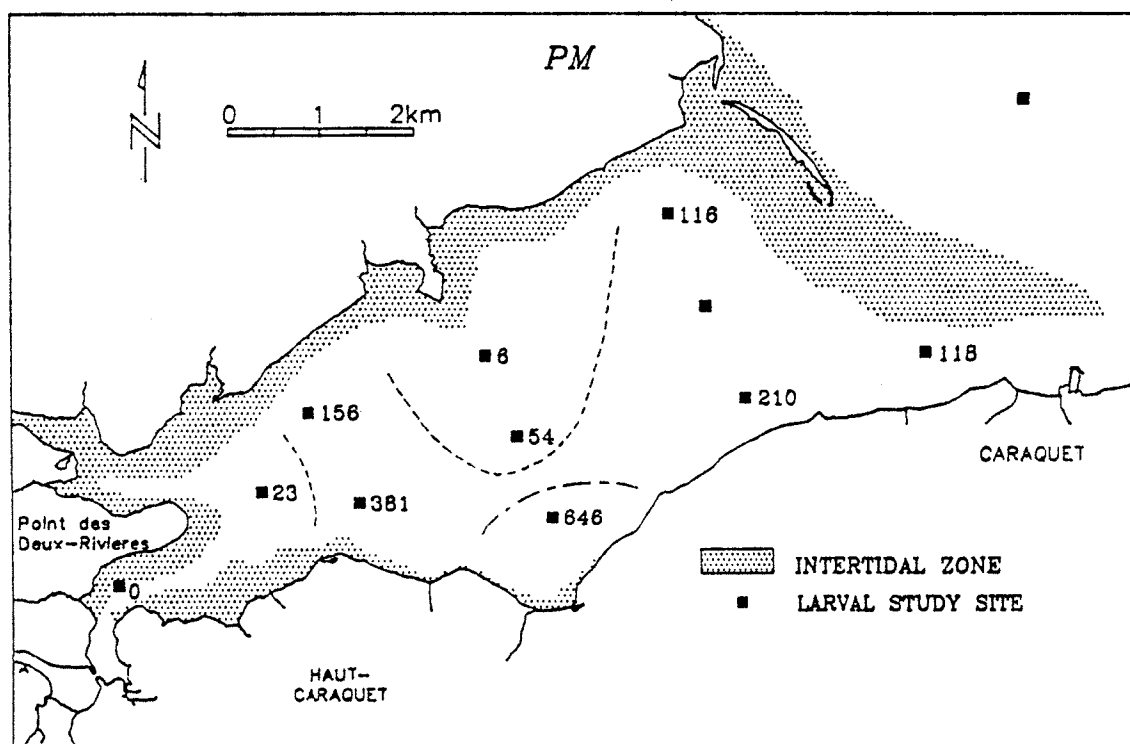 PM
N
0 1 2km
116
6
118
156
210
54
23
381
646
CARAQUET
Point des
Deux-Rivieres
0
INTERTIDAL ZONE
LARVAL STUDY SITE
HAUT-
CARAQUET